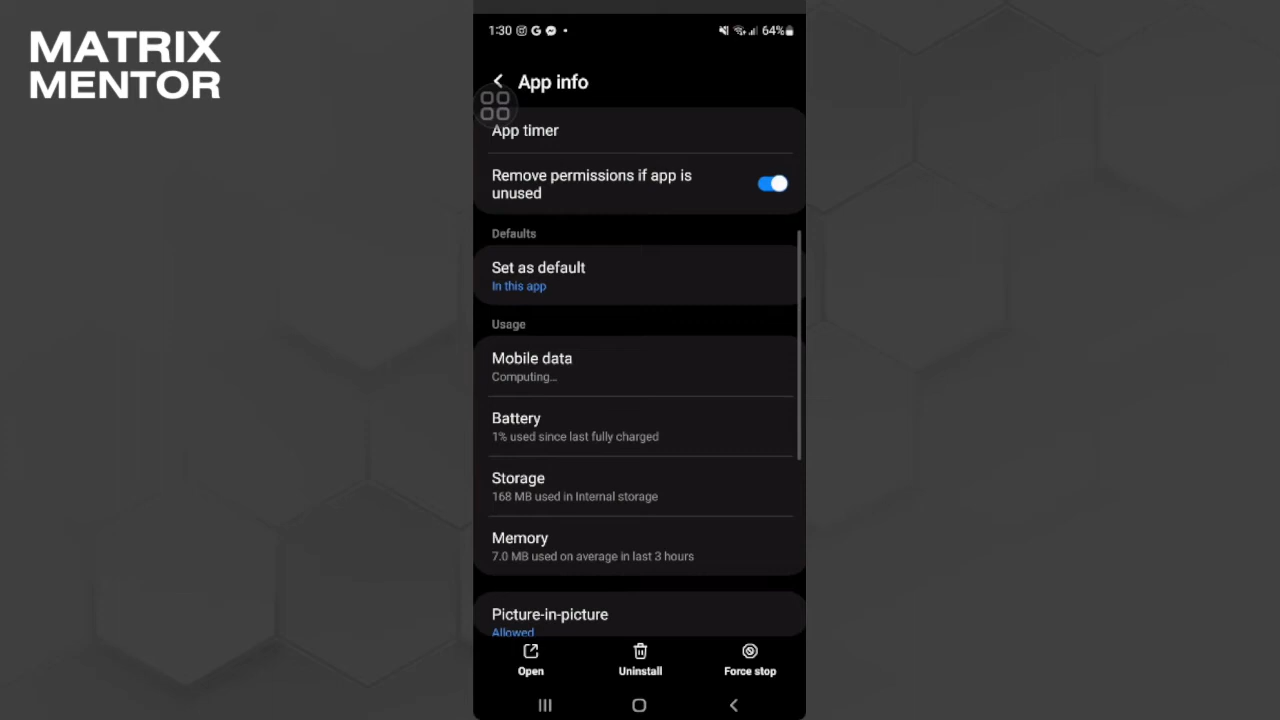 MATRIX
MENTOR
1:30
64%
App info
App timer
Remove permissions if app is
unused
Defaults
Set as default
In this app
Usage
Mobile data
Computing...
Battery
1% used since last fully charged
Storage
168 MB used in Internal storage
Memory
7.0 MB used on average in last 3 hours
Picture-in-picture
Allowed
Open
Uninstall
Force stop